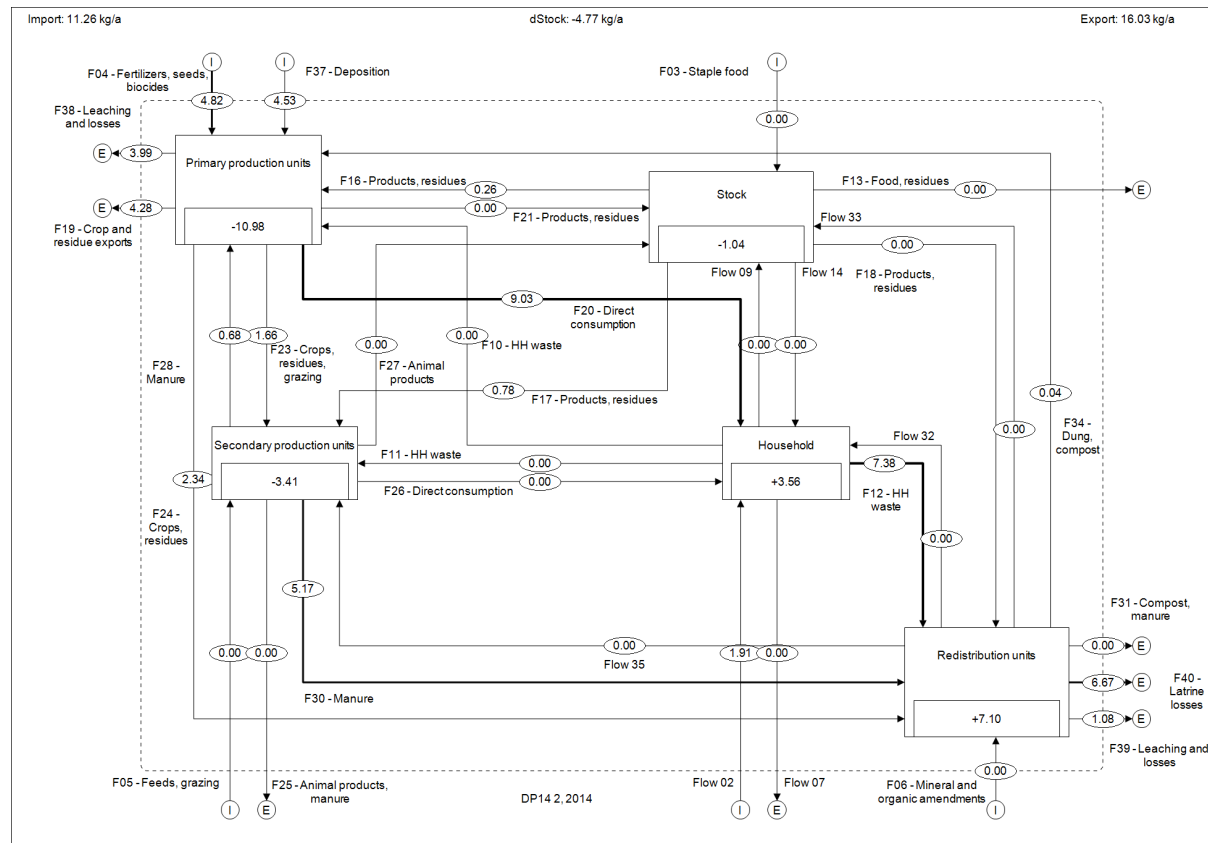 Import: 11.26 kg/a
dStock: -4.77 kg/a
Export: 16.03 kg/a
I
I
I
F04 - Fertilizers, seeds,
biocides
F37 - Deposition
F03 - Staple food
4.82
4.53
F38 - Leaching
and losses
0.00
E
3.99
Primary production units
F16 - Products, residues
0.26
Stock
F13 - Food, residues
0.00
E
E
4.28
0.00
F19 - Crop and
residue exports
-10.98
F21 - Products, residues
-1.04
Flow 33
0.00
Flow 09
Flow 14
F18 - Products,
residues
9.03
F20 - Direct
consumption
0.68
1.66
0.00
0.00
0.00
0.00
F23 - Crops,
residues,
grazing
F10 - HH waste
F28 -
Manure
F27 - Animal
products
0.78
F17 - Products, residues
0.04
F34 -
Dung,
compost
0.00
Secondary production units
Household
Flow 32
F11 - HH waste
0.00
7.38
-3.41
+3.56
2.34
F26 - Direct consumption
0.00
F12 - HH
waste
F24 -
Crops,
residues
0.00
5.17
F31 - Compost,
manure
0.00
0.00
0.00
Flow 35
1.91
0.00
Redistribution units
0.00
E
F30 - Manure
6.67
E
F40 -
Latrine
losses
+7.10
1.08
E
F39 - Leaching and
losses
0.00
F05 - Feeds, grazing
F25 - Animal products,
manure
Flow 02
Flow 07
F06 - Mineral and
organic amendments
DP14 2, 2014
I
E
I
E
I